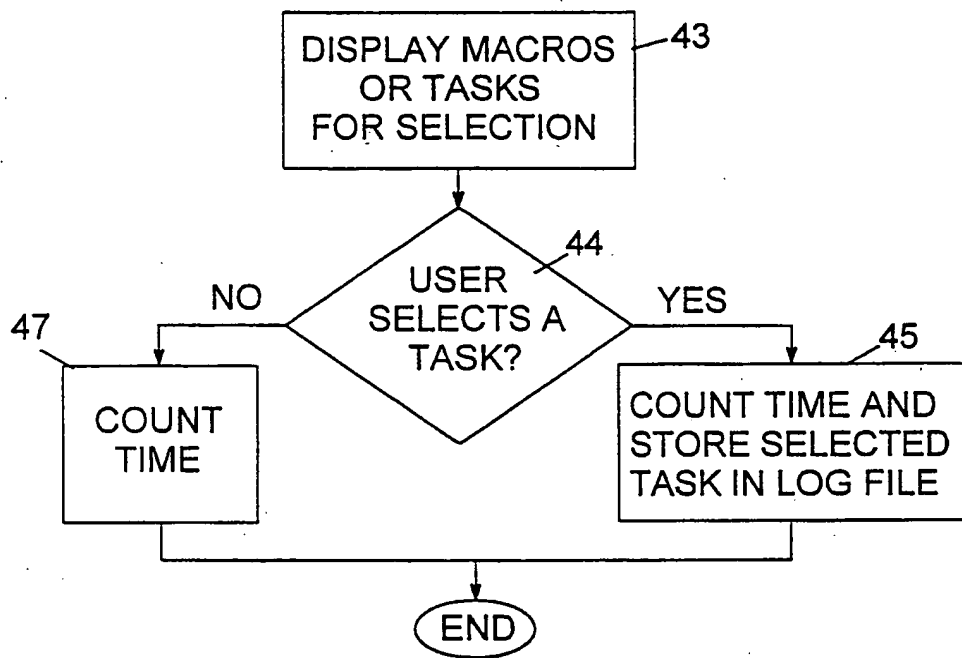 DISPLAY MACROS
OR TASKS
FOR SELECTION
43
44
USER
SELECTS A
TASK?
NO
YES
47
COUNT
TIME
45
COUNT TIME AND
STORE SELECTED
TASK IN LOG FILE
END